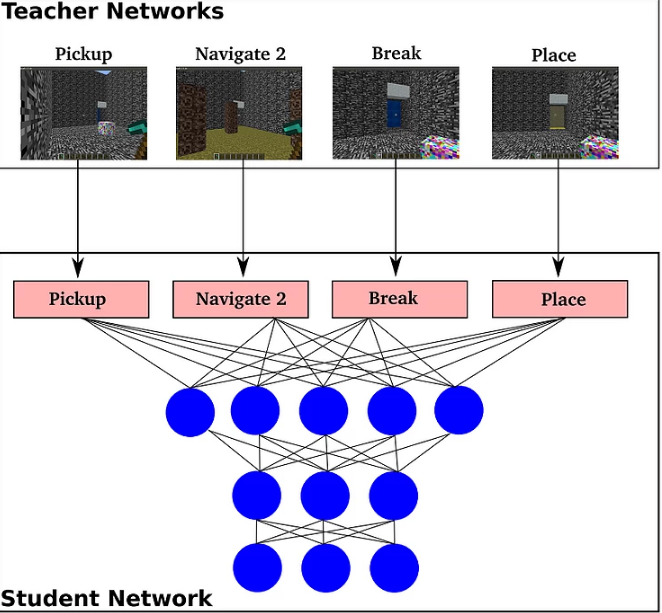 Teacher Networks
Pickup
Navigate 2
Break
Place
Pickup
Navigate 2
Break
Place
Student Network